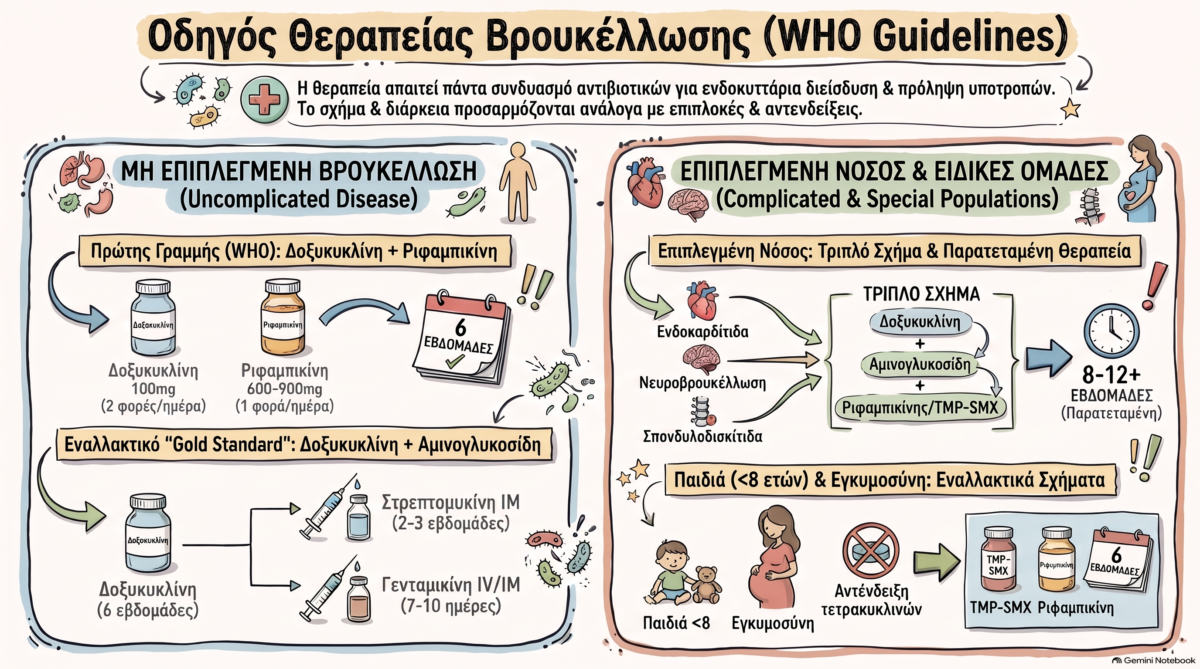 Οδηγός Θεραπείας Βρουκέλλωσης (WHO Guidelines)
Η θεραπεία απαιτεί πάντα συνδυασμό αντιβιοτικών για ενδοκυττάρια διείσδυση & πρόληψη υποτροπών.
Το σχήμα & διάρκεια προσαρμόζονται ανάλογα με επιπλοκές & αντενδείξεις.
ΜΗ ΕΠΙΠΛΕΓΜΕΝΗ ΒΡΟΥΚΕΛΛΩΣΗ
(Uncomplicated Disease)
Πρώτης Γραμμής (WHO): Δοξυκυκλίνη + Ριφαμπικίνη
Δοξοκυκλίνη
Ριφαμπικίνη
6
ΕΒΔΟΜΑΔΕΣ
Δοξυκυκλίνη
100mg
(2 φορές/ημέρα)
Ριφαμπικίνη
600-900mg
(1 φορά/ημέρα)
Εναλλακτικό "Gold Standard": Δοξυκυκλίνη + Αμινογλυκοσίδη
Δοξοκυκλίνη
Δοξυκυκλίνη
(6 εβδομάδες)
Στρεπτομυκίνη IM
(2-3 εβδομάδες)
Γενταμικίνη IV/IM
(7-10 ημέρες)
ΕΠΙΠΛΕΓΜΕΝΗ ΝΟΣΟΣ & ΕΙΔΙΚΕΣ ΟΜΑΔΕΣ
(Complicated & Special Populations)
Επιπλεγμένη Νόσος: Τριπλό Σχήμα & Παρατεταμένη Θεραπεία
Ενδοκαρδίτιδα
Νευροβρουκέλλωση
Σπονδυλοδισκίτιδα
ΤΡΙΠΛΟ ΣΧΗΜΑ
Δοξυκυκλίνη
+
Αμινογλυκοσίδη
+
Ριφαμπικίνης/TMP-SMX
8-12+
ΕΒΔΟΜΑΔΕΣ
(Παρατεταμένη)
Παιδιά (<8 ετών) & Εγκυμοσύνη: Εναλλακτικά Σχήματα
Παιδιά <8
Εγκυμοσύνη
Αντένδειξη
τετρακυκλινών
TMP-
SMX
Ριφυμπικίνη
6
ΕΒΔΟΜΑΔΕΣ
TMP-SMX Ριφαμπικίνη
Gemini Notebook